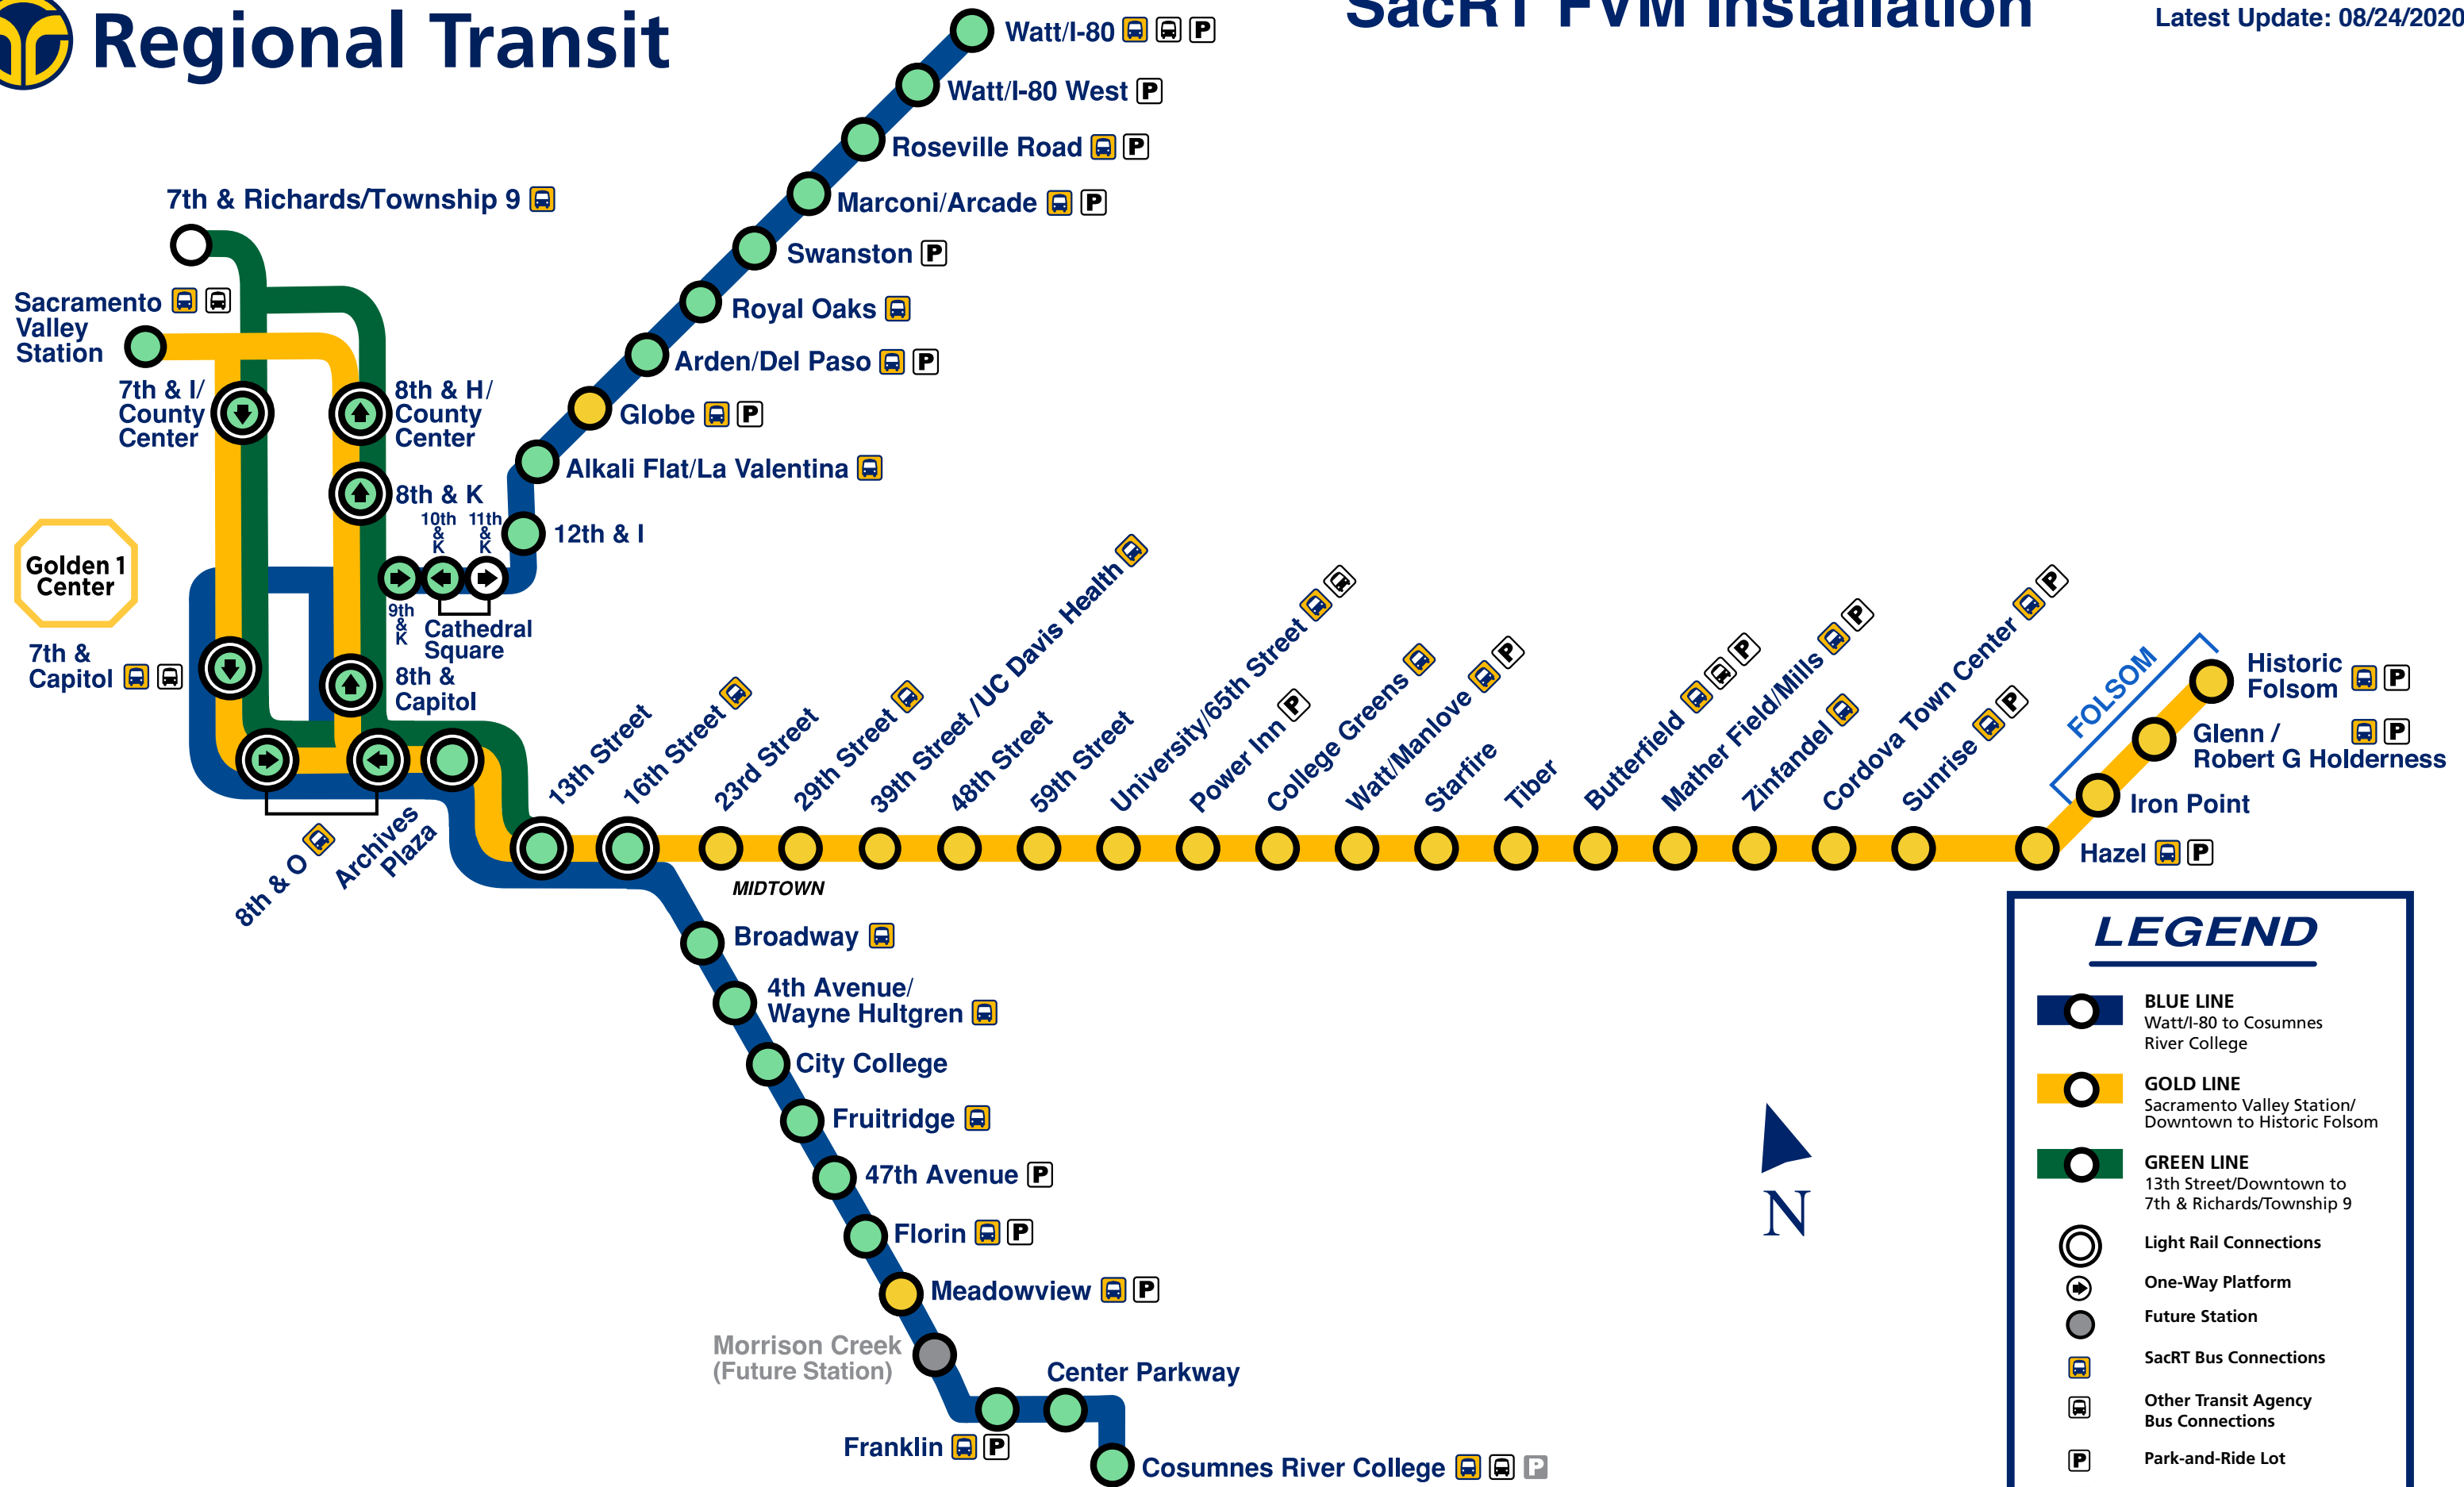 Regional Transit
SacRT FVM Installation
Latest Update: 08/24/2020
Watt/I-80
P
Watt/I-80 West
P
Roseville Road
P
Marconi/Arcade
P
Swanston
P
Royal Oaks
Arden/Del Paso
P
Globe
P
Alkali Flat/La Valentina
12th & I
7th & Richards/Township 9
Sacramento
Valley
Station
7th & I/
County
Center
8th & H/
County
Center
8th & K
10th
&
K
11th
&
K
9th
&
K
Cathedral
Square
Golden 1
Center
7th &
Capitol
8th &
Capitol
8th & O
Archives
Plaza
13th Street
16th Street
23rd Street
MIDTOWN
29th Street
39th Street /UC Davis Health
48th Street
59th Street
University/65th Street
Power Inn
P
College Greens
Watt/Manlove
P
Starfire
Tiber
Butterfield
P
Mather Field/Mills
P
Zinfandel
Cordova Town Center
P
Sunrise
P
FOLSOM
Historic
Folsom
P
Glenn /
Robert G Holderness
P
Iron Point
Hazel
P
Broadway
4th Avenue/
Wayne Hultgren
City College
Fruitridge
47th Avenue
P
Florin
P
Meadowview
P
Morrison Creek
(Future Station)
Center Parkway
Franklin
P
Cosumnes River College
P
N
LEGEND
BLUE LINE
Watt/I-80 to Cosumnes
River College
GOLD LINE
Sacramento Valley Station/
Downtown to Historic Folsom
GREEN LINE
13th Street/Downtown to
7th & Richards/Township 9
Light Rail Connections
One-Way Platform
Future Station
SacRT Bus Connections
Other Transit Agency
Bus Connections
P
Park-and-Ride Lot